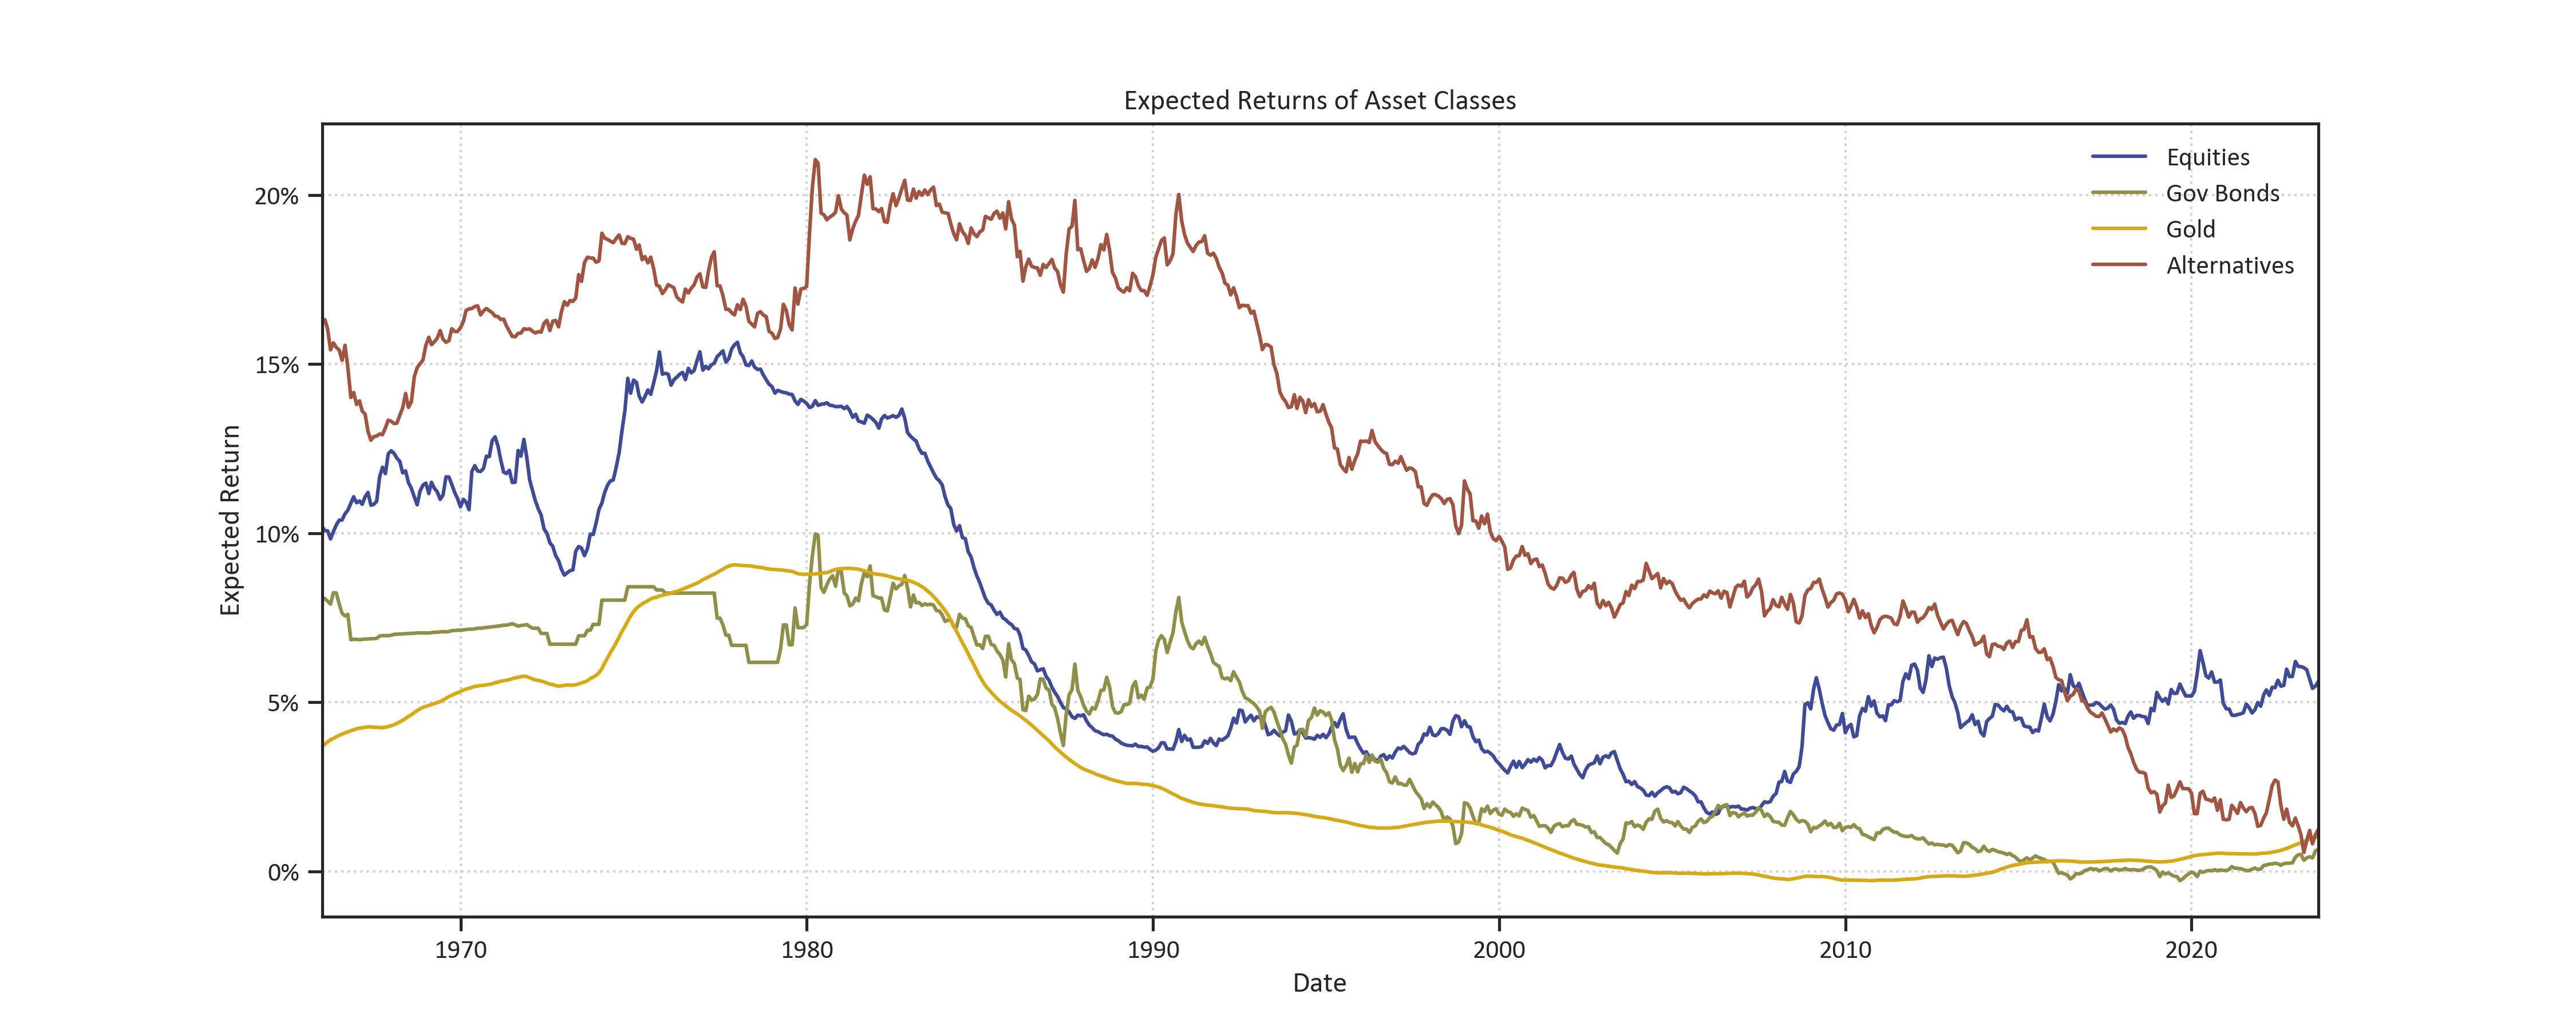 Expected Returns of Asset Classes
Equities
Gov Bonds
Gold
Alternatives
Expected Return
20%
15%
10%
5%
0%
1970
1980
1990
2000
2010
2020
Date